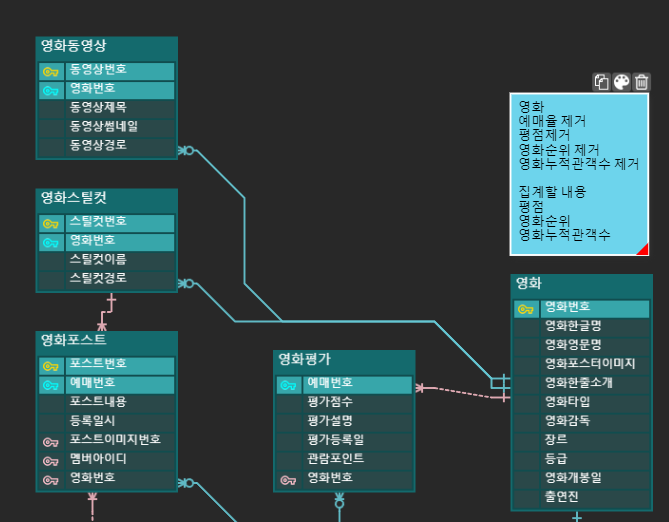 영화동영상
동영상번호
영화번호
동영상제목
동영상썸네일
동영상경로
영화
예매율 제거
평점제거
영화순위 제거
영화누적관객수 제거
집계할 내용
평점
영화순위
영화누적관객수
영화스틸컷
스틸컷번호
영화번호
스틸컷이름
스틸컷경로
영화
영화번호
영화한글명
영화영문명
영화포스터이미지
영화한줄소개
영화타입
영화감독
장르
등급
영화개봉일
출연진
영화포스트
포스트번호
예매번호
포스트내용
등록일시
포스트이미지번호
멤버아이디
영화번호
영화평가
예매번호
평가점수
평가설명
평가등록일
관람포인트
영화번호